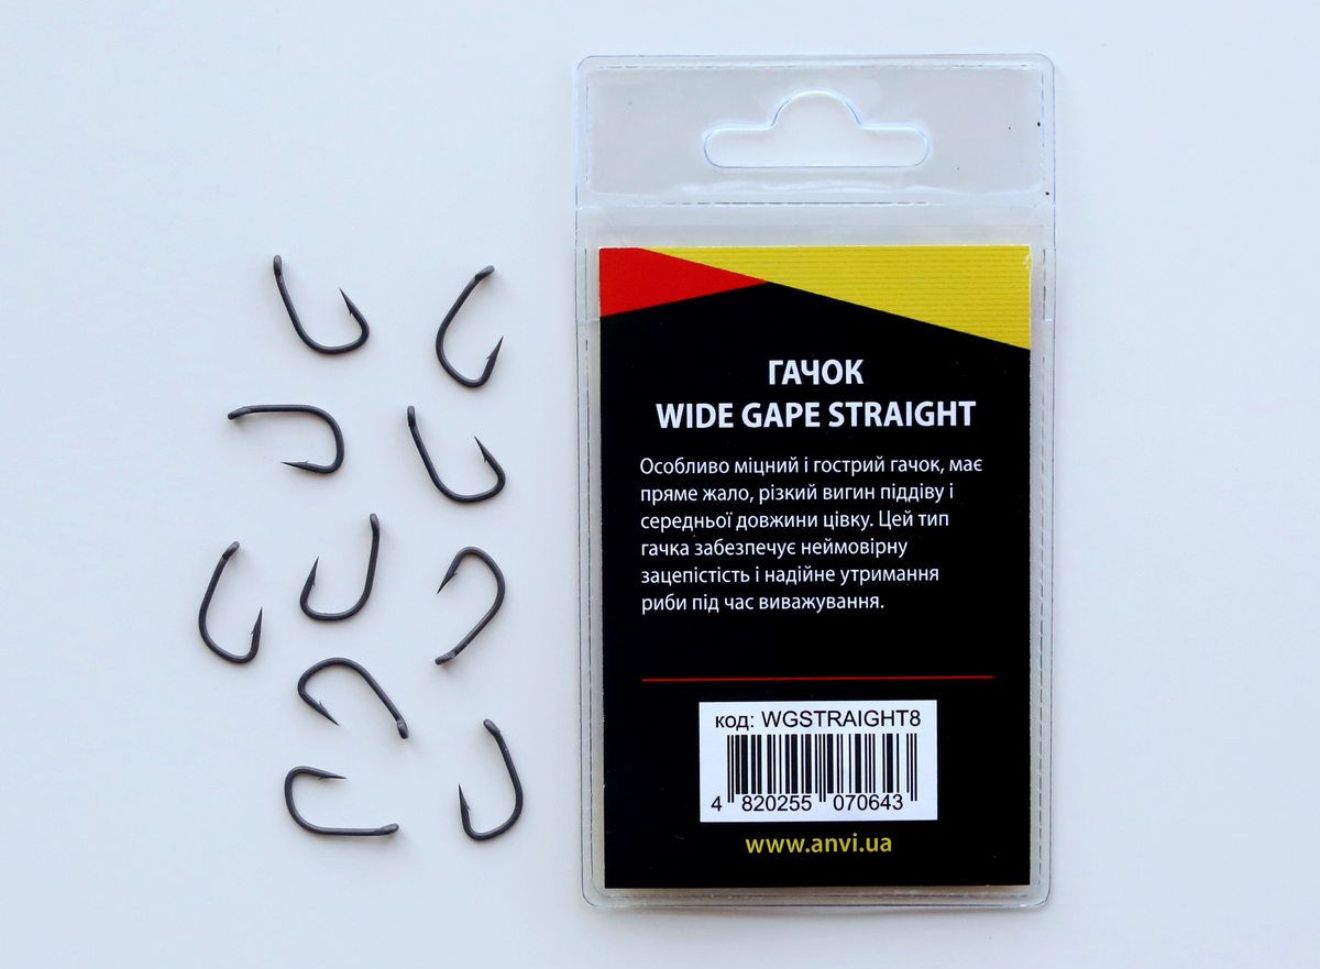 ГАЧОК
WIDE GAPE STRAIGHT
Особливо міцний і гострий гачок, має
пряме жало, різкий вигин піддіву і
середньої довжини цівку. Цей тип
гачка забезпечує неймовірну
зацепістість і надійне утримання
риби під час виважування.
код: WGSTRAIGHT8
4 820255 070643
www.anvi.ua